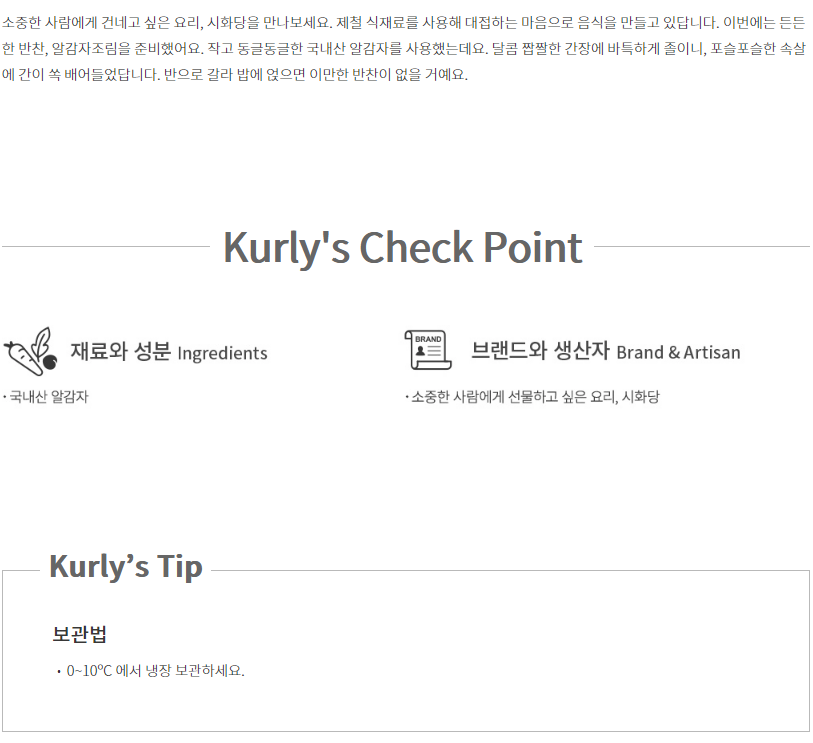 소중한 사람에게 건네고 싶은 요리, 시화당을 만나보세요. 제철 식재료를 사용해 대접하는 마음으로 음식을 만들고 있답니다. 이번에는 든든
한 반찬, 알감자조림을 준비했어요. 작고 동글동글한 국내산 알감자를 사용했는데요. 달콤 짭짤한 간장에 바특하게 졸이니, 포슬포슬한 속살
에 간이 쏙 배어들었답니다. 반으로 갈라 밥에 얹으면 이만한 반찬이 없을 거예요.
Kurly's Check Point
재료와 성분 Ingredients
· 국내산 알감자
BRAND
브랜드와 생산자 Brand & Artisan
· 소중한 사람에게 선물하고 싶은 요리, 시화당
Kurly’s Tip
보관법
· 0~10ºC 에서 냉장 보관하세요.